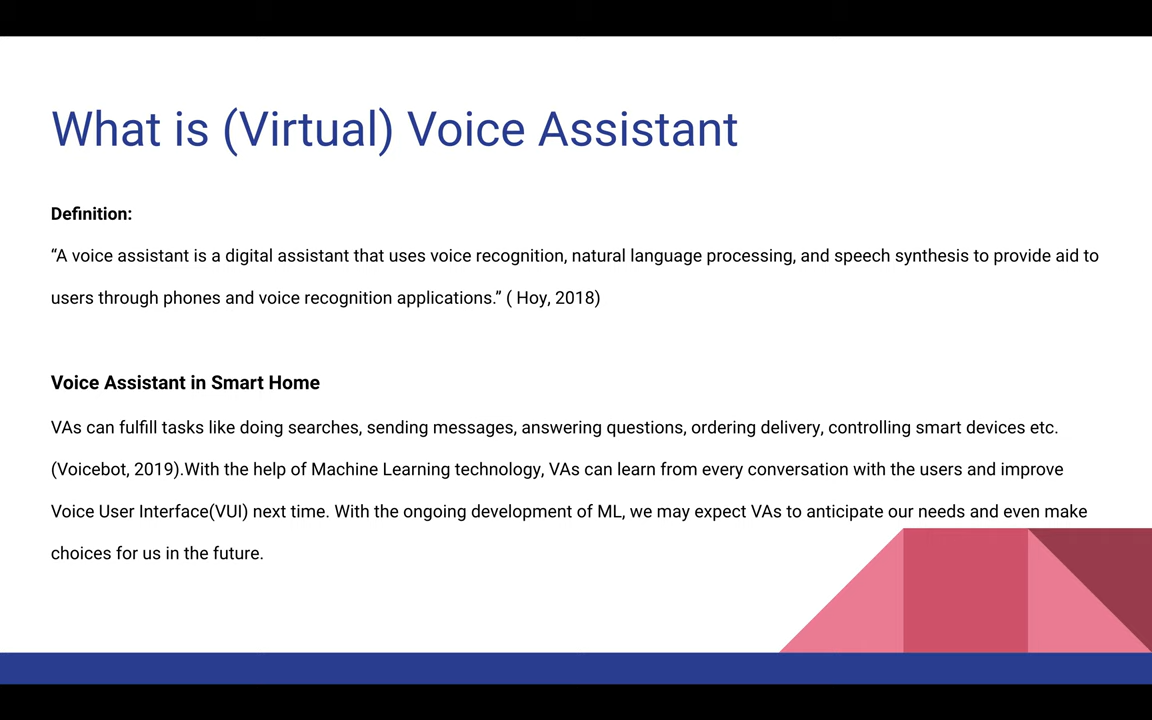 What is (Virtual) Voice Assistant
Definition:
“A voice assistant is a digital assistant that uses voice recognition, natural language processing, and speech synthesis to provide aid to
users through phones and voice recognition applications.” ( Hoy, 2018)
Voice Assistant in Smart Home
VAs can fulfill tasks like doing searches, sending messages, answering questions, ordering delivery, controlling smart devices etc.
(Voicebot, 2019).With the help of Machine Learning technology, VAs can learn from every conversation with the users and improve
Voice User Interface(VUI) next time. With the ongoing development of ML, we may expect VAs to anticipate our needs and even make
choices for us in the future.